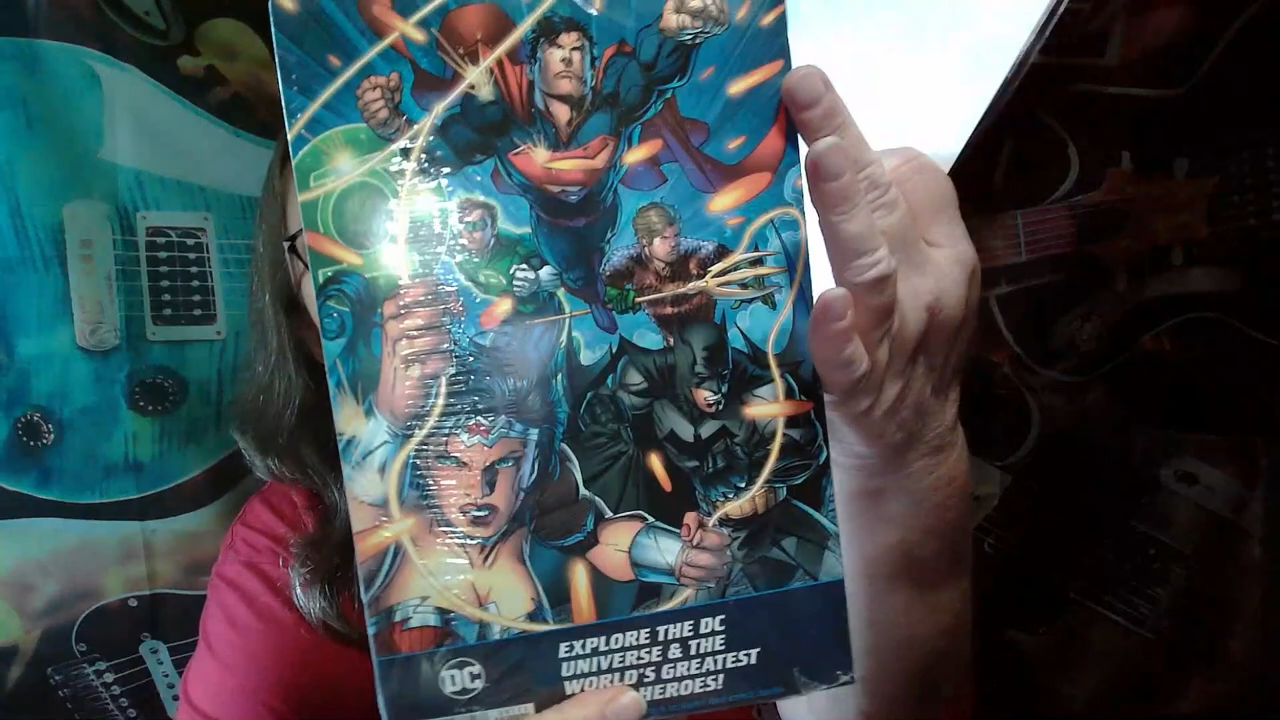 EXPLORE THE DC
UNIVERSE & THE
WORLD'S GREATEST
HEROES!
DC